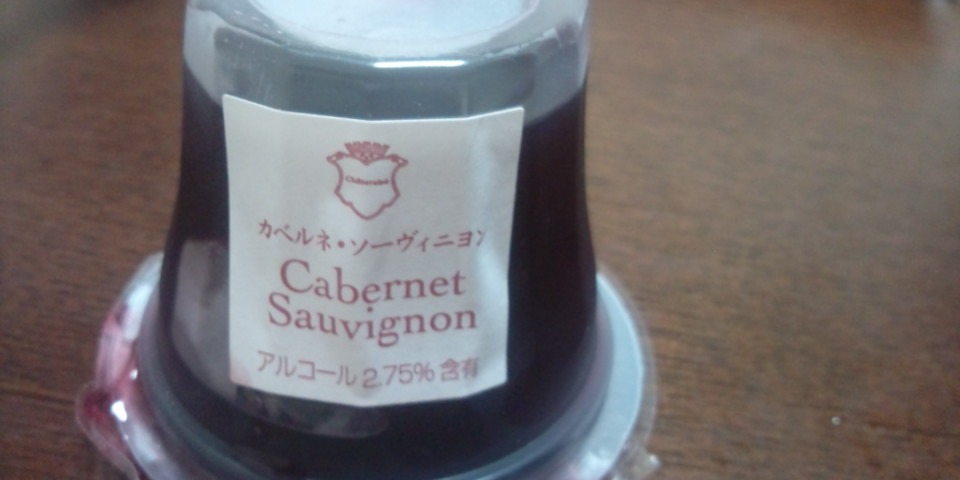 Châteraisé
カベルネ・ソーヴィニヨン
Cabernet
Sauvignon
アルコール2.75%含有